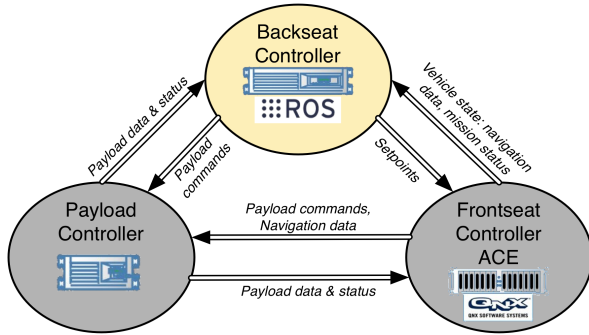 Backseat
Controller
ROS
Payload data & status
Payload
commands
Setpoints
Vehicle state: navigation
data, mission status
Payload
Controller
Payload commands,
Navigation data
Payload data & status
Frontseat
Controller
ACE
QNX
QNX SOFTWARE SYSTEMS